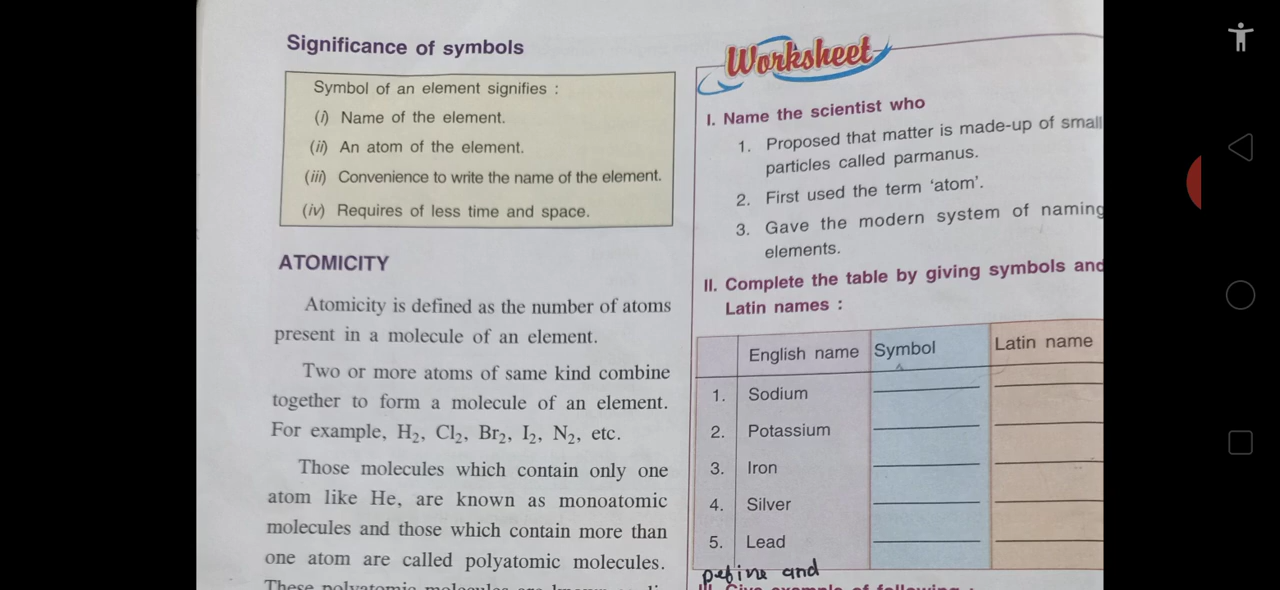 Significance of symbols
Symbol of an element signifies :
(i) Name of the element.
(ii) An atom of the element.
(iii) Convenience to write the name of the element.
(iv) Requires of less time and space.
ATOMICITY
Atomicity is defined as the number of atoms
present in a molecule of an element.
Two or more atoms of same kind combine
together to form a molecule of an element.
For example, H₂, Cl₂, Br₂, I₂, N₂, etc.
Those molecules which contain only one
atom like He, are known as monoatomic
molecules and those which contain more than
one atom are called polyatomic molecules.
Worksheet
I. Name the scientist who
1. Proposed that matter is made-up of small
particles called parmanus.
2. First used the term ‘atom’.
3. Gave the modern system of naming
elements.
II. Complete the table by giving symbols and
Latin names :
English name Symbol Latin name
1. Sodium
2. Potassium
3. Iron
4. Silver
5. Lead
Define and